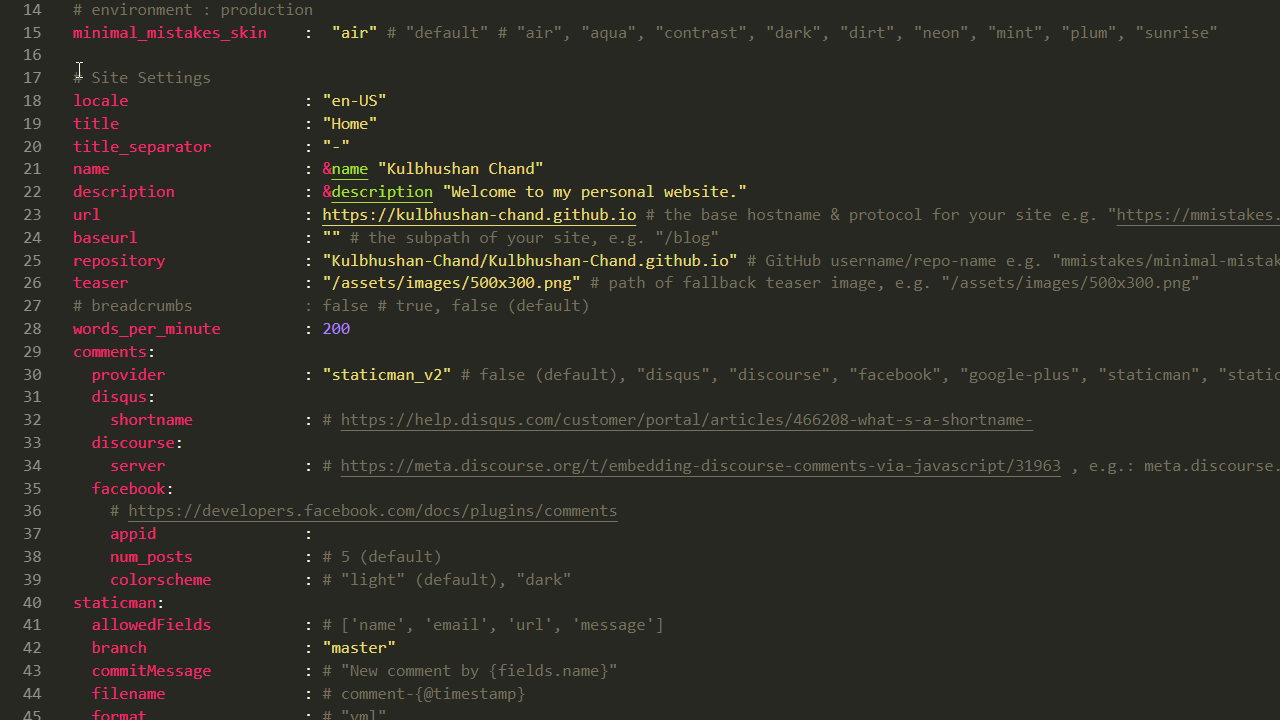 14 # environment : production
15 minimal_mistakes_skin : "air" # "default" # "air", "aqua", "contrast", "dark", "dirt", "neon", "mint", "plum", "sunrise"
16
17 # Site Settings
18 locale : "en-US"
19 title : "Home"
20 title_separator : "-"
21 name : &name "Kulbhushan Chand"
22 description : &description "Welcome to my personal website."
23 url : https://kulbhushan-chand.github.io # the base hostname & protocol for your site e.g. "https://mmistakes.
24 baseurl : "" # the subpath of your site, e.g. "/blog"
25 repository : "Kulbhushan-Chand/Kulbhushan-Chand.github.io" # GitHub username/repo-name e.g. "mmistakes/minimal-mistak
26 teaser : "/assets/images/500x300.png" # path of fallback teaser image, e.g. "/assets/images/500x300.png"
27 # breadcrumbs : false # true, false (default)
28 words_per_minute : 200
29 comments:
30 provider : "staticman_v2" # false (default), "disqus", "discourse", "facebook", "google-plus", "staticman", "static
31 disqus:
32 shortname : # https://help.disqus.com/customer/portal/articles/466208-what-s-a-shortname-
33 discourse:
34 server : # https://meta.discourse.org/t/embedding-discourse-comments-via-javascript/31963 , e.g.: meta.discourse.
35 facebook:
36 # https://developers.facebook.com/docs/plugins/comments
37 appid :
38 num_posts : # 5 (default)
39 colorscheme : # "light" (default), "dark"
40 staticman:
41 allowedFields : # ['name', 'email', 'url', 'message']
42 branch : "master"
43 commitMessage : # "New comment by {fields.name}"
44 filename : # comment-{@timestamp}
45 format : # "yml"